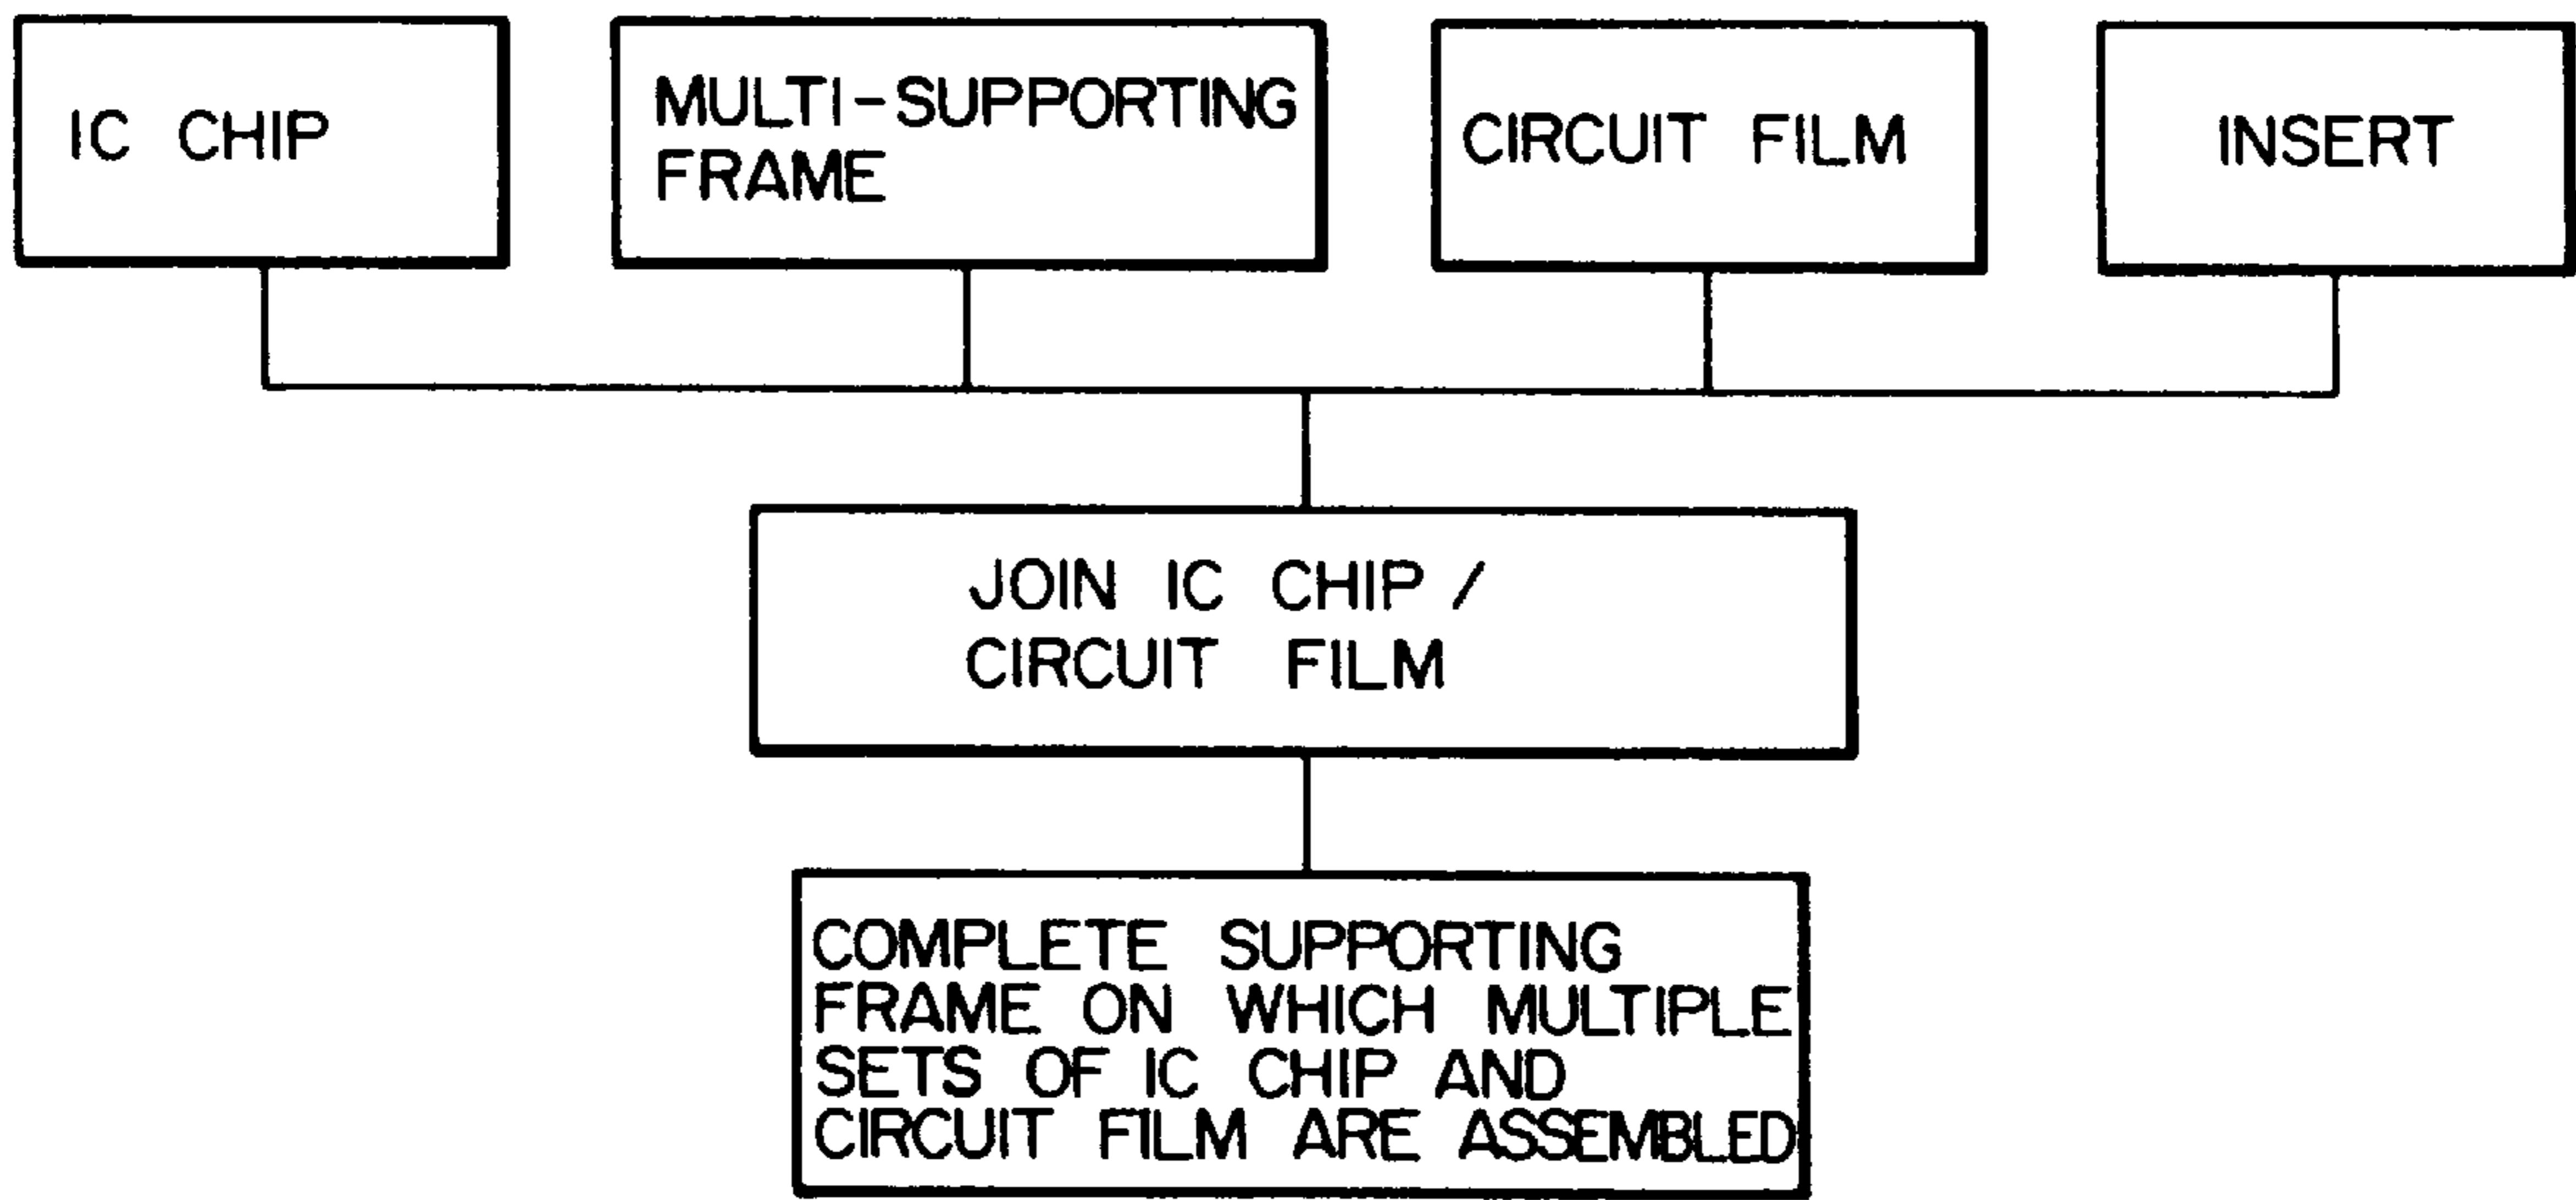 IC CHIP
MULTI-SUPPORTING
FRAME
CIRCUIT FILM
INSERT
JOIN IC CHIP /
CIRCUIT FILM
COMPLETE SUPPORTING
FRAME ON WHICH MULTIPLE
SETS OF IC CHIP AND
CIRCUIT FILM ARE ASSEMBLED